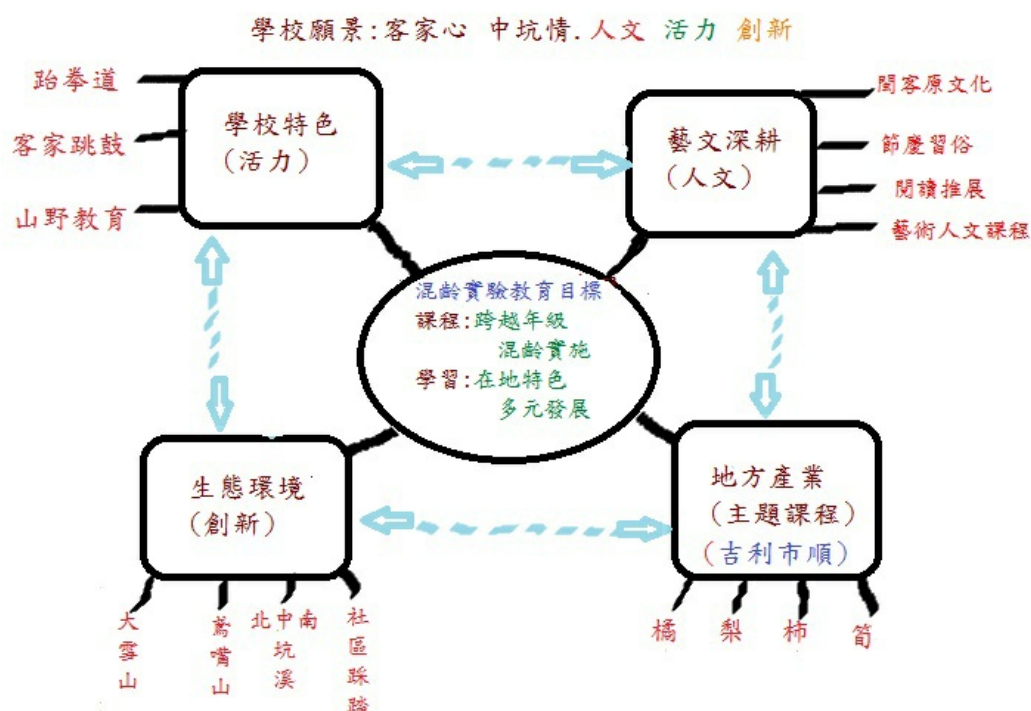 學校願景:客家心 中坑情.人文 活力 創新
跆拳道
客家跳鼓
山野教育
學校特色
(活力)
藝文深耕
(人文)
閩客原文化
節慶習俗
閱讀推展
藝術人文課程
混齡實驗教育目標
課程:跨越年級
混齡實施
學習:在地特色
多元發展
生態環境
(創新)
大雪山
鳶嘴山
北中南
坑溪
社區踩踏
地方產業
(主題課程)
(吉利市順)
橘
梨
柿
筍